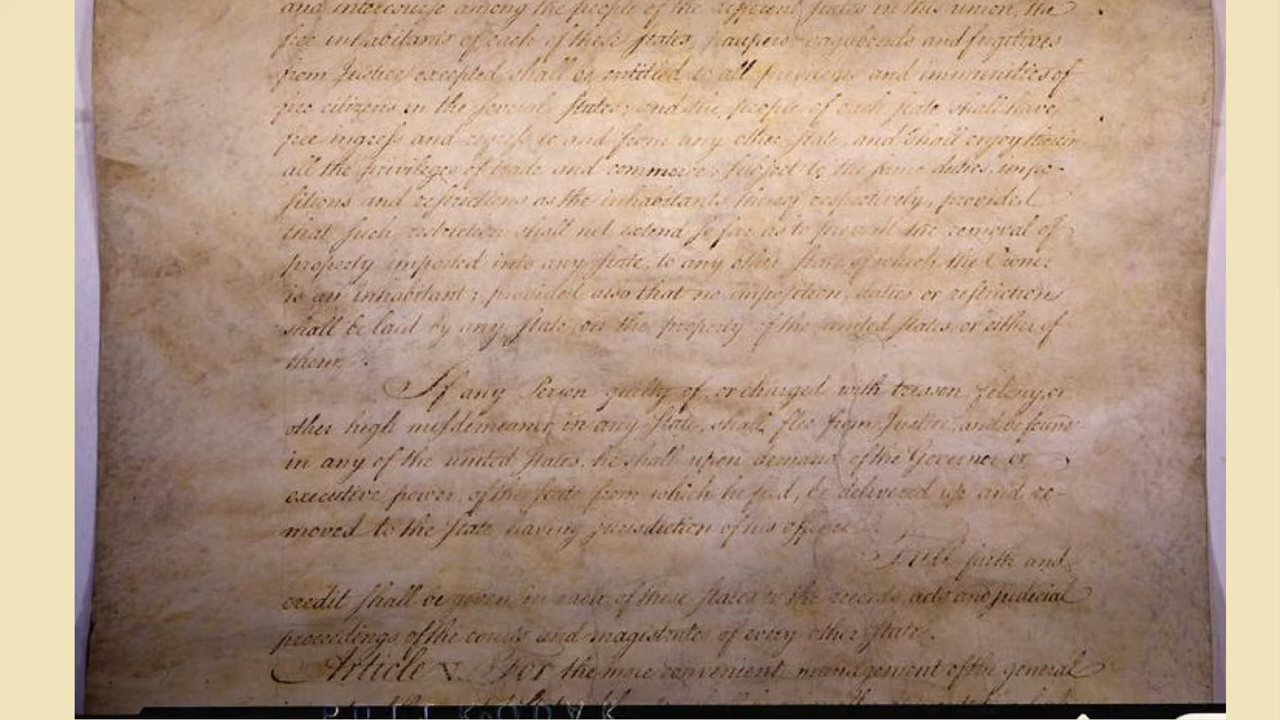 and intercourse among the people of the different states in this union, the
free inhabitants of each of these states, paupers, vagabonds and fugitives
from Justice excepted, shall be entitled to all privileges and immunities of
free citizens in the several states; and the people of each state shall have
free ingress and regress to and from any other state, and shall enjoy therein
all the privileges of trade and commerce, subject to the same duties, impo-
sitions and restrictions as the inhabitants thereof respectively, provided
that such restriction shall not extend so far as to prevent the removal of
property imported into any state, to any other state of which the Owner
is an inhabitant; provided also that no imposition, duties or restriction
shall be laid by any state, on the property of the united states, or either of
them.
If any Person guilty of, or charged with treason, felony, or
other high misdemeanor in any state, shall flee from Justice, and be found
in any of the united states, he shall upon demand of the Governor or
executive power, of the state from which he fled, be delivered up and re-
moved to the state having jurisdiction of his offence.
Full faith and
credit shall be given in each of these states to the records, acts and judicial
proceedings of the courts and magistrates of every other state.
Article V. For the more convenient management of the general